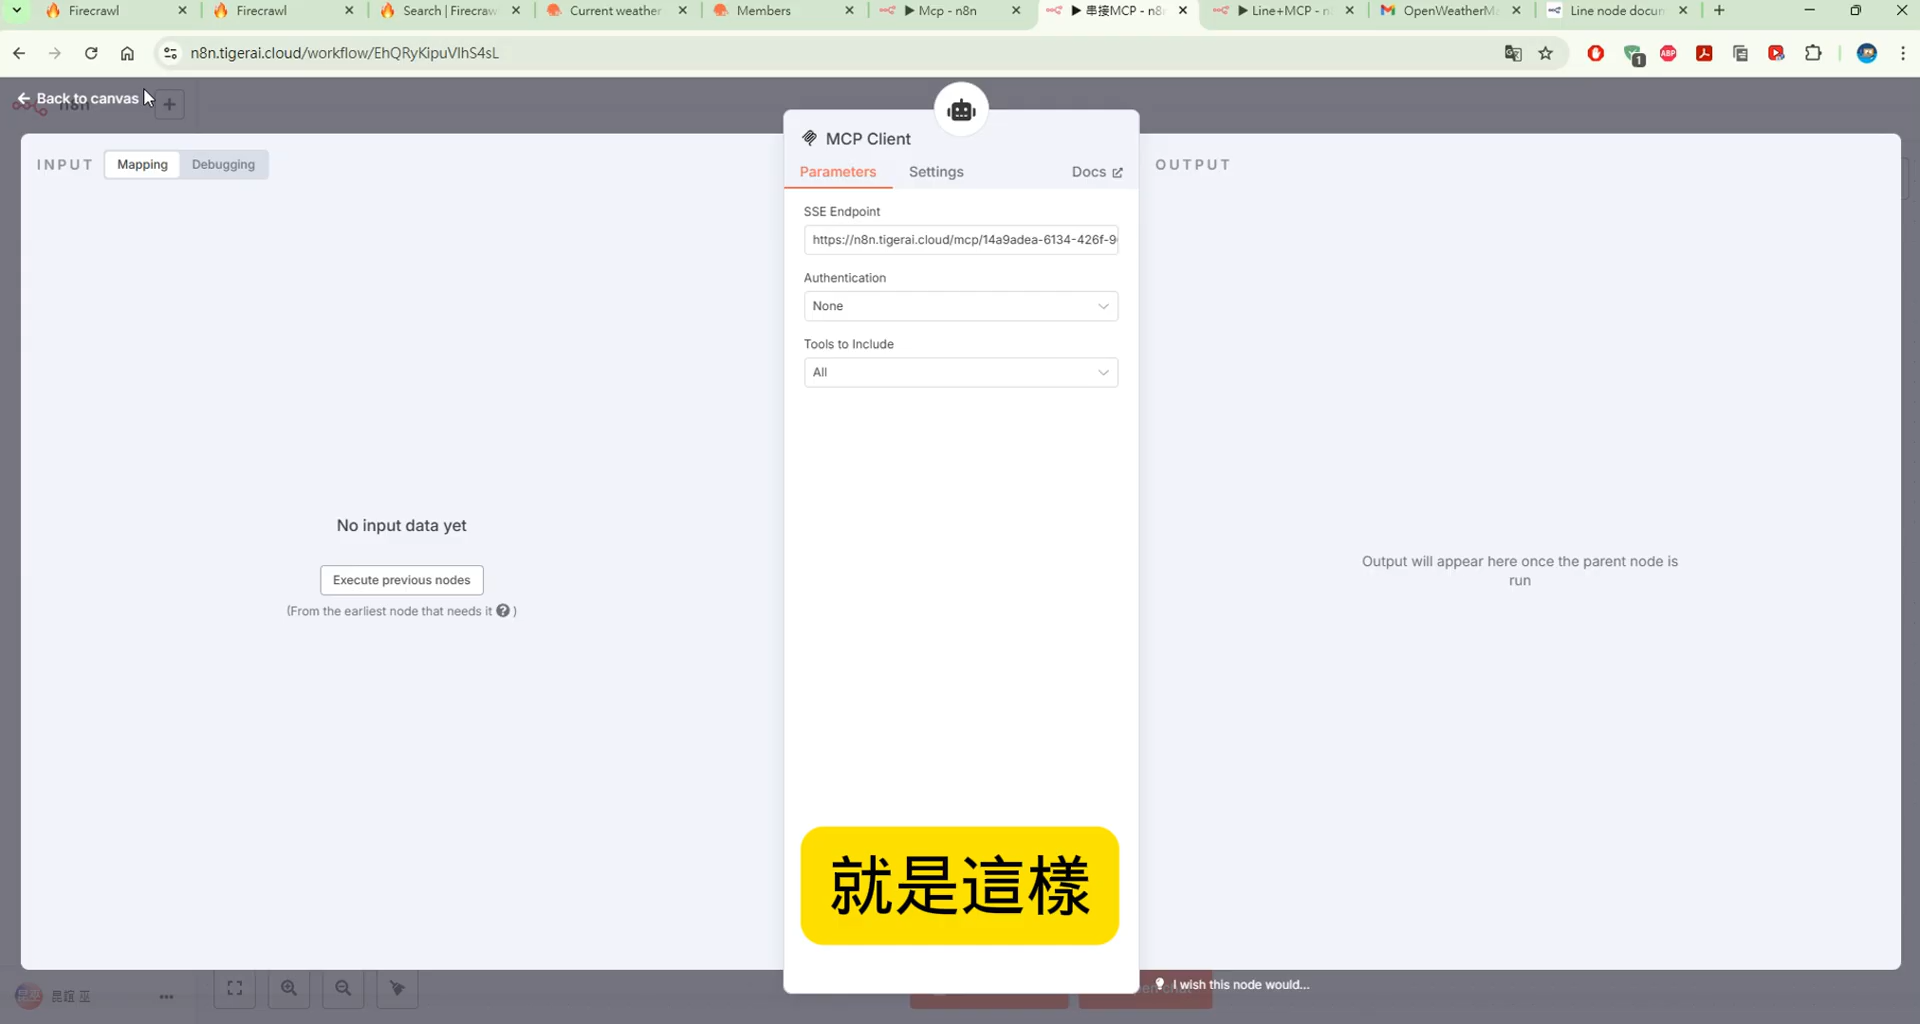 Firecrawl
Firecrawl
Search | Firecraw
Current weather
Members
Mcp - n8n
串接MCP - n8n
Line+MCP - n
OpenWeatherM
Line node docum
n8n.tigerai.cloud/workflow/EhQRyKipuVIhS4sL
1
ABP
Back to canvas
n8n
MCP Client
INPUT
Mapping
Debugging
Parameters
Settings
Docs
OUTPUT
SSE Endpoint
https://n8n.tigerai.cloud/mcp/14a9adea-6134-426f-9
Authentication
None
Tools to Include
All
No input data yet
Execute previous nodes
(From the earliest node that needs it ? )
Output will appear here once the parent node is
run
就是這樣
I wish this node would...